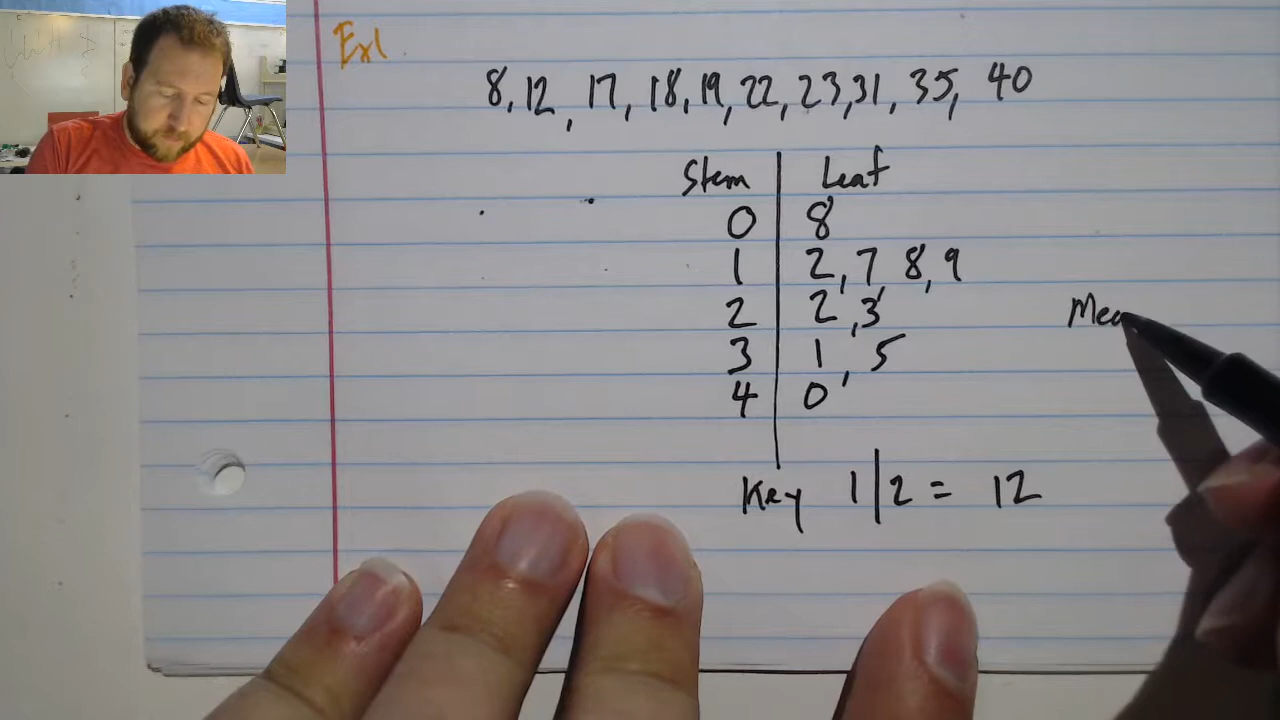 Ex1
8, 12, 17, 18, 19, 22, 23, 31, 35, 40
Stem | Leaf
0 | 8
1 | 2, 7 8, 9
2 | 2, 3
3 | 1, 5
4 | 0
Mea
Key 1|2 = 12